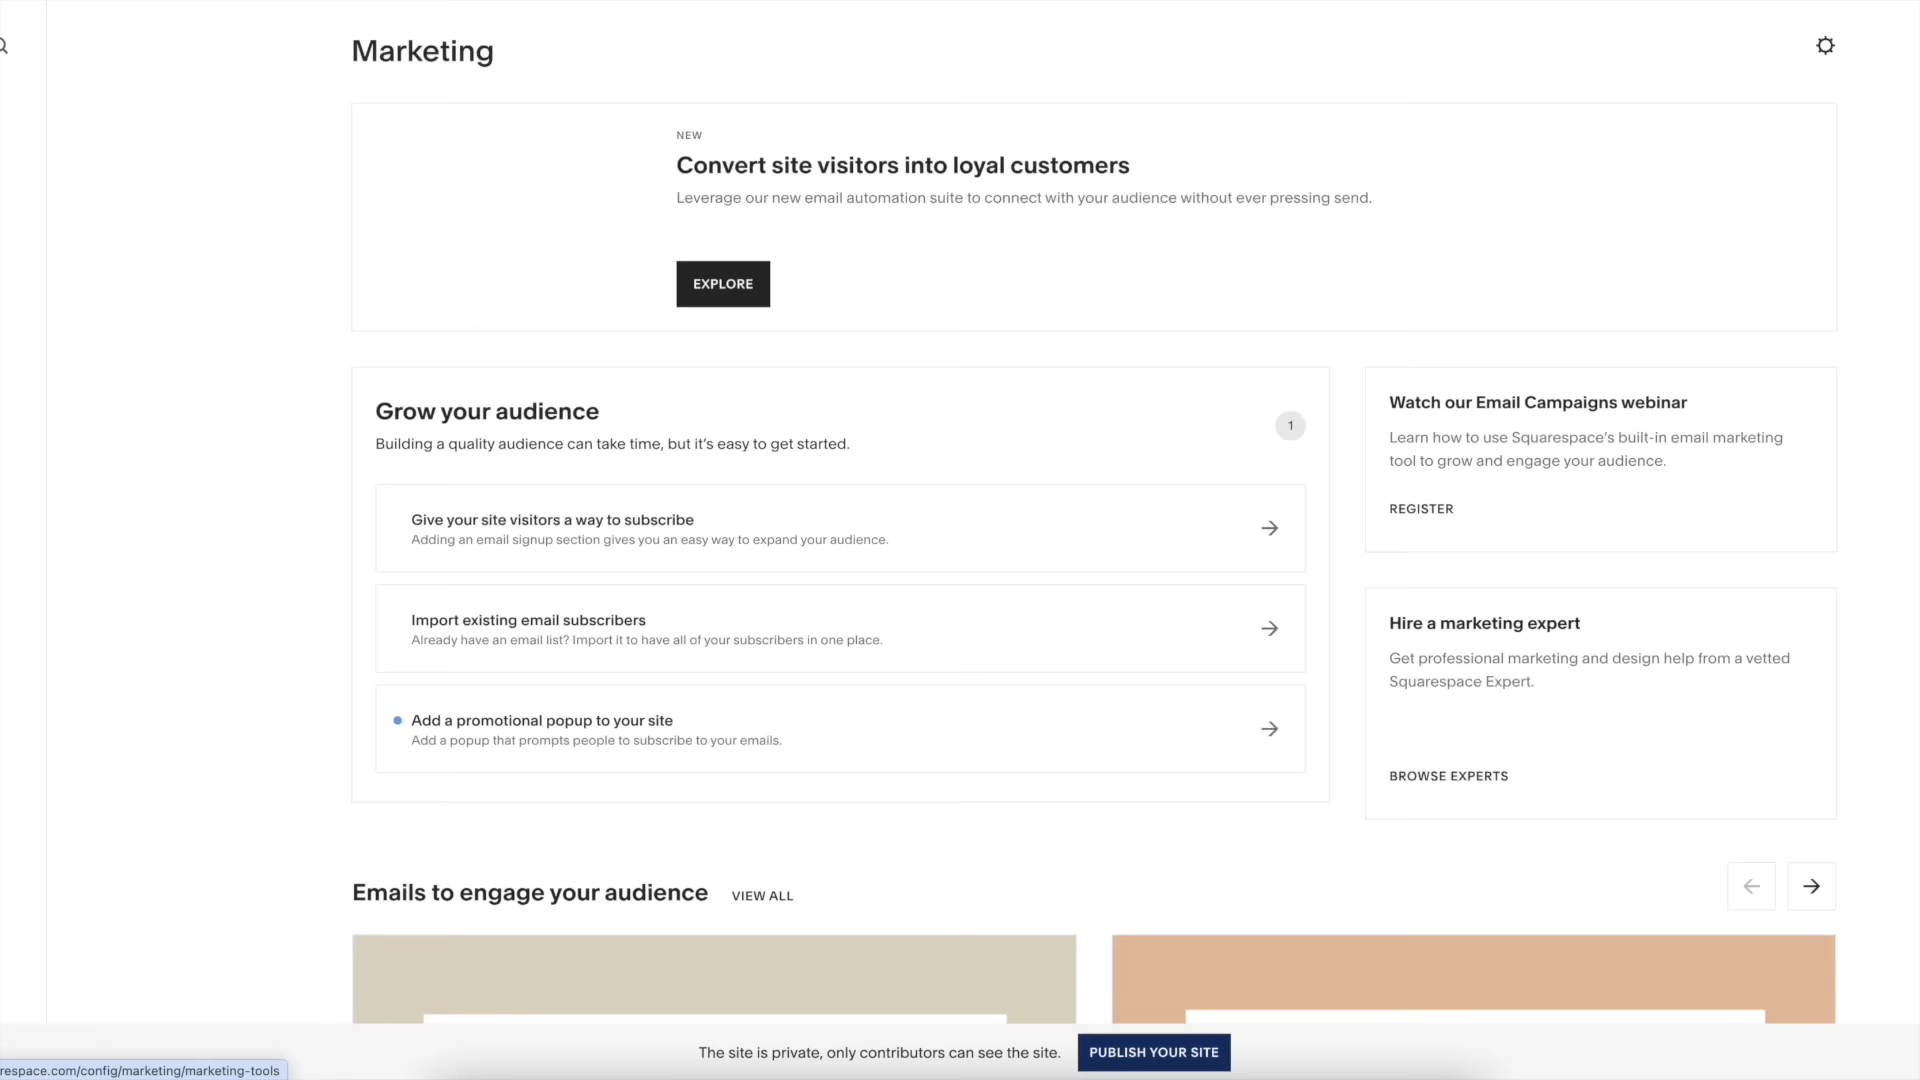 Marketing
NEW
Convert site visitors into loyal customers
Leverage our new email automation suite to connect with your audience without ever pressing send.
EXPLORE
Grow your audience
Building a quality audience can take time, but it's easy to get started.
1
Give your site visitors a way to subscribe
Adding an email signup section gives you an easy way to expand your audience.
Import existing email subscribers
Already have an email list? Import it to have all of your subscribers in one place.
Add a promotional popup to your site
Add a popup that prompts people to subscribe to your emails.
Watch our Email Campaigns webinar
Learn how to use Squarespace's built-in email marketing
tool to grow and engage your audience.
REGISTER
Hire a marketing expert
Get professional marketing and design help from a vetted
Squarespace Expert.
BROWSE EXPERTS
Emails to engage your audience VIEW ALL
The site is private, only contributors can see the site. PUBLISH YOUR SITE
respace.com/config/marketing/marketing-tools